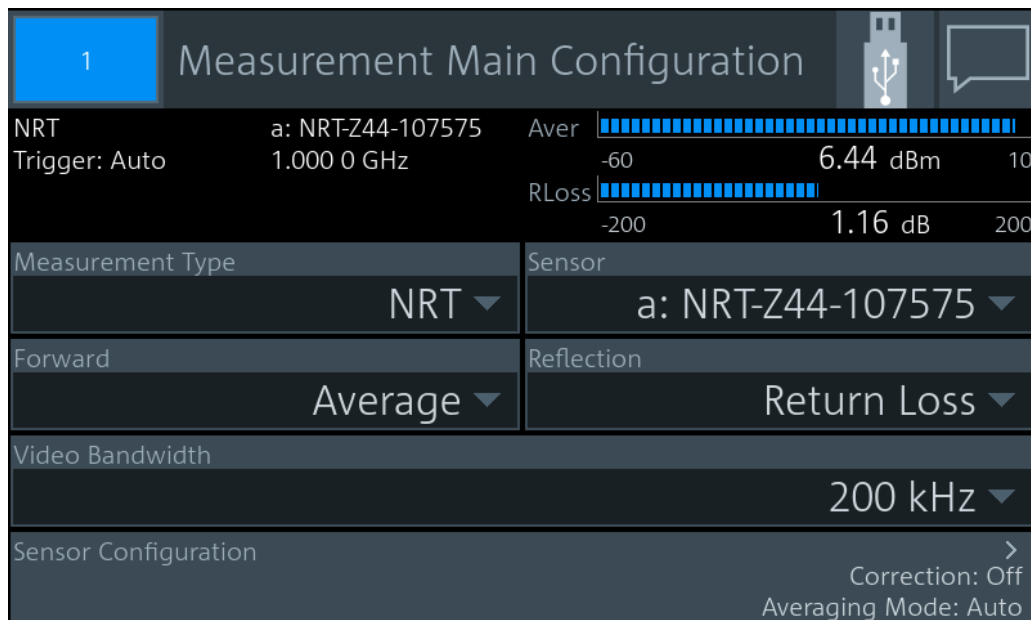 1
Measurement Main Configuration
NRT a: NRT-Z44-107575
Trigger: Auto 1.000 0 GHz
Aver
-60 6.44 dBm 10
RLoss
-200 1.16 dB 200
Measurement Type
NRT
Sensor
a: NRT-Z44-107575
Forward
Average
Reflection
Return Loss
Video Bandwidth
200 kHz
Sensor Configuration >
Correction: Off
Averaging Mode: Auto